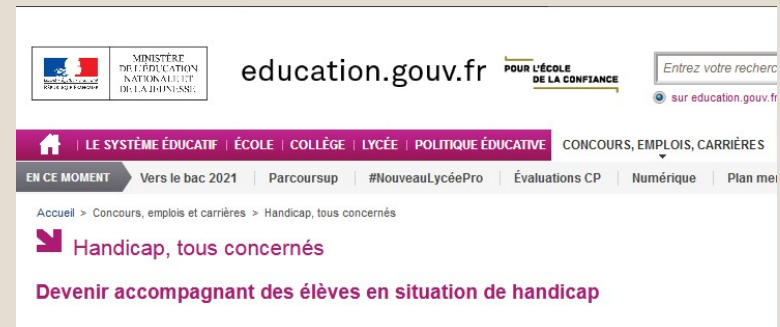 MINISTÈRE
DE L'ÉDUCATION
NATIONALE ET
DE LA JEUNESSE
education.gouv.fr
POUR L'ÉCOLE
DE LA CONFIANCE
Entrez votre recherc
sur education.gouv.fr
LE SYSTÈME ÉDUCATIF | ÉCOLE | COLLÈGE | LYCÉE | POLITIQUE ÉDUCATIVE CONCOURS, EMPLOIS, CARRIÈRES
EN CE MOMENT Vers le bac 2021 | Parcoursup | #NouveauLycéePro | Évaluations CP | Numérique | Plan mer
Accueil > Concours, emplois et carrières > Handicap, tous concernés
Handicap, tous concernés
Devenir accompagnant des élèves en situation de handicap